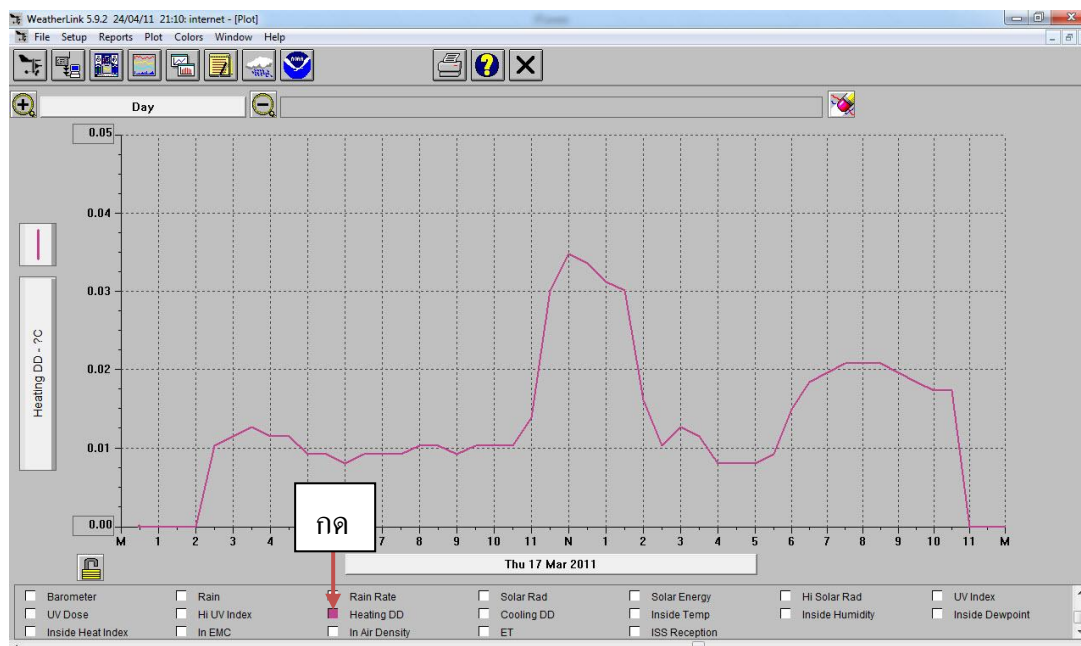 WeatherLink 5.9.2 24/04/11 21:10: internet - [Plot]
File Setup Reports Plot Colors Window Help
Day
0.05
0.04
0.03
0.02
0.01
0.00
Heating DD - ?C
กด
M 1 2 3 4 7 8 9 10 11 N 1 2 3 4 5 6 7 8 9 10 11 M
Thu 17 Mar 2011
Barometer Rain Rain Rate Solar Rad Solar Energy Hi Solar Rad UV Index
UV Dose Hi UV Index Heating DD Cooling DD Inside Temp Inside Humidity Inside Dewpoint
Inside Heat Index In EMC In Air Density ET ISS Reception